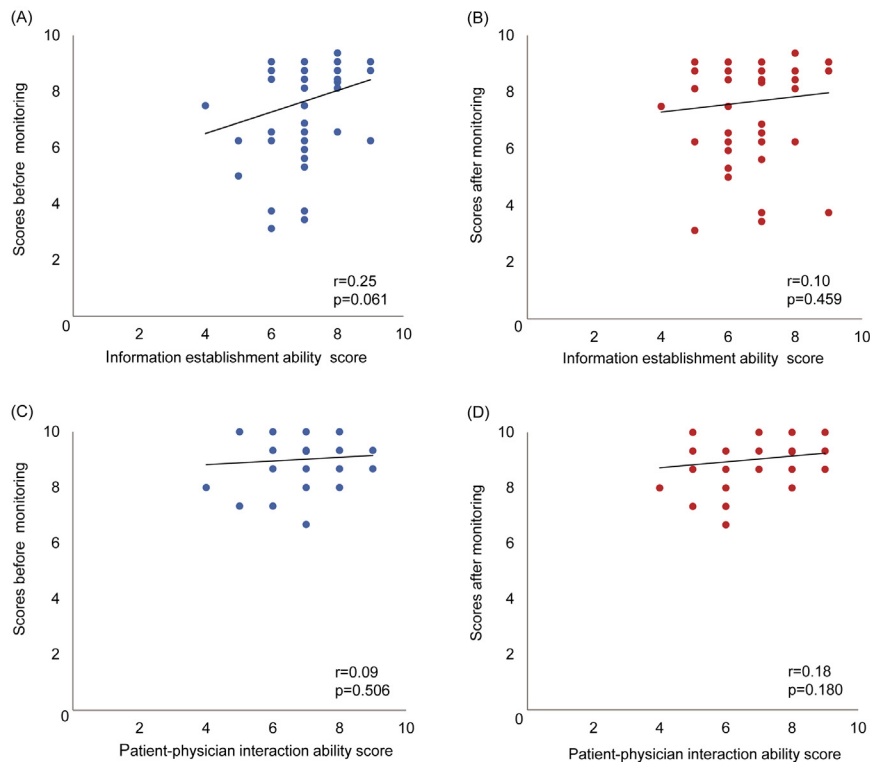 (A)
Scores before monitoring
10
8
6
4
2
0
2
4
6
8
10
r=0.25
p=0.061
Information establishment ability score
(B)
Scores after monitoring
10
8
6
4
2
0
2
4
6
8
10
r=0.10
p=0.459
Information establishment ability score
(C)
Scores before monitoring
10
8
6
4
2
0
2
4
6
8
10
r=0.09
p=0.506
Patient-physician interaction ability score
(D)
Scores after monitoring
10
8
6
4
2
0
2
4
6
8
10
r=0.18
p=0.180
Patient-physician interaction ability score